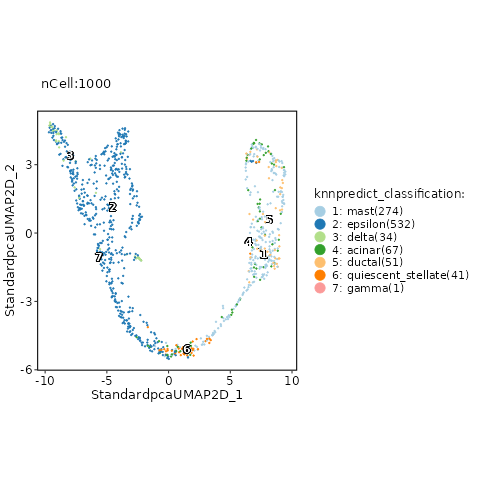 nCell:1000
StandardpcaUMAP2D_2
3
0
-3
-6
-10
-5
0
5
10
StandardpcaUMAP2D_1
3
2
7
6
4
5
1
knnpredict_classification:
1: mast(274)
2: epsilon(532)
3: delta(34)
4: acinar(67)
5: ductal(51)
6: quiescent_stellate(41)
7: gamma(1)